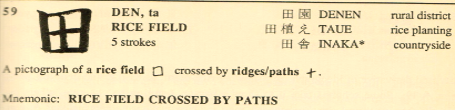 59 田 DEN, ta 田園 DENEN rural district
RICE FIELD 田植え TAUE rice planting
5 strokes 田舎 INAKA* countryside
A pictograph of a rice field 囗 crossed by ridges/paths 十.
Mnemonic: RICE FIELD CROSSED BY PATHS